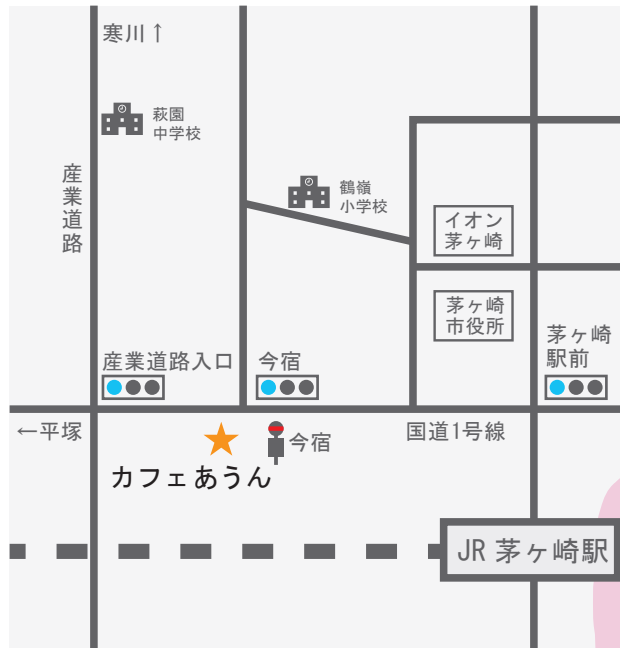 寒川↑
萩園
中学校
産業道路
鶴嶺
小学校
イオン
茅ヶ崎
茅ヶ崎
市役所
茅ヶ崎
駅前
産業道路入口
今宿
←平塚
今宿
国道1号線
カフェあうん
JR 茅ヶ崎駅